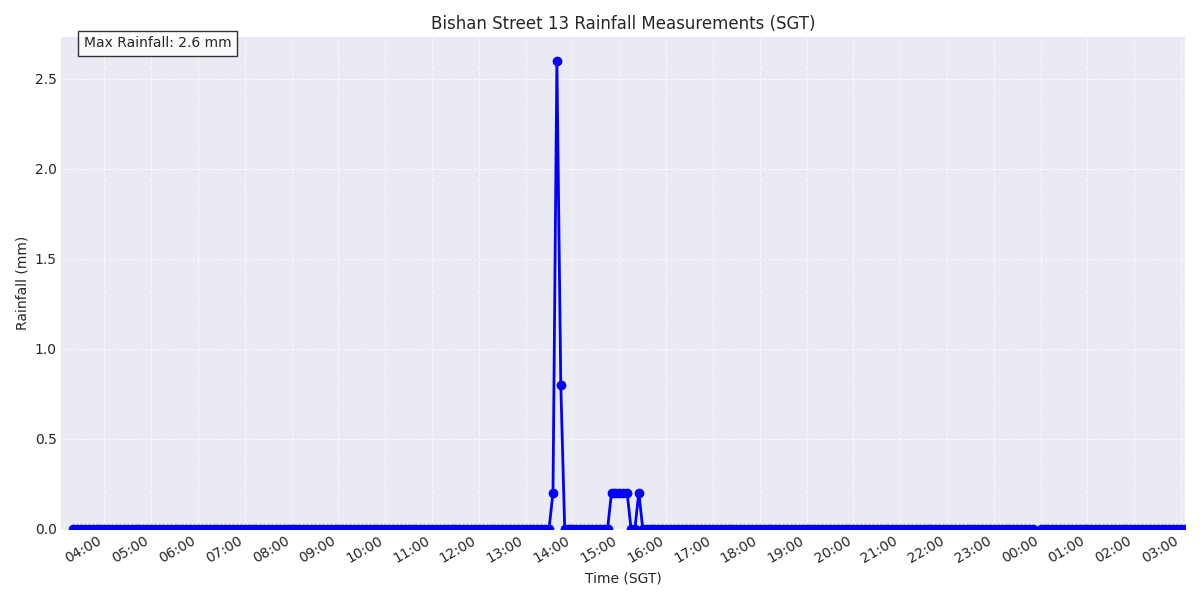 Bishan Street 13 Rainfall Measurements (SGT)
Max Rainfall: 2.6 mm
2.5
2.0
1.5
1.0
0.5
0.0
Rainfall (mm)
04:00 05:00 06:00 07:00 08:00 09:00 10:00 11:00 12:00 13:00 14:00 15:00 16:00 17:00 18:00 19:00 20:00 21:00 22:00 23:00 00:00 01:00 02:00 03:00
Time (SGT)